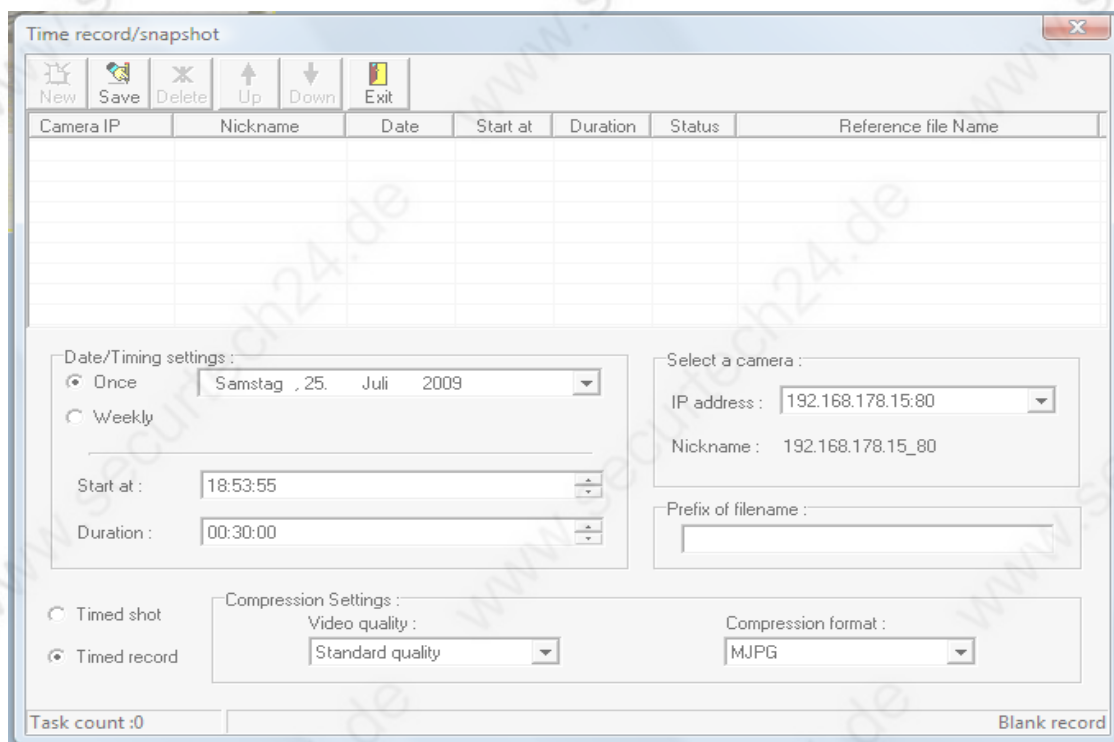 Time record/snapshot
New Save Delete Up Down Exit
Camera IP Nickname Date Start at Duration Status Reference file Name
Date/Timing settings :
Once Samstag , 25. Juli 2009
Weekly
Start at : 18:53:55
Duration : 00:30:00
Select a camera :
IP address : 192.168.178.15:80
Nickname : 192.168.178.15_80
Prefix of filename :
Timed shot
Timed record
Compression Settings :
Video quality : Compression format :
Standard quality MJPG
Task count :0 Blank record
www.securtech24.de